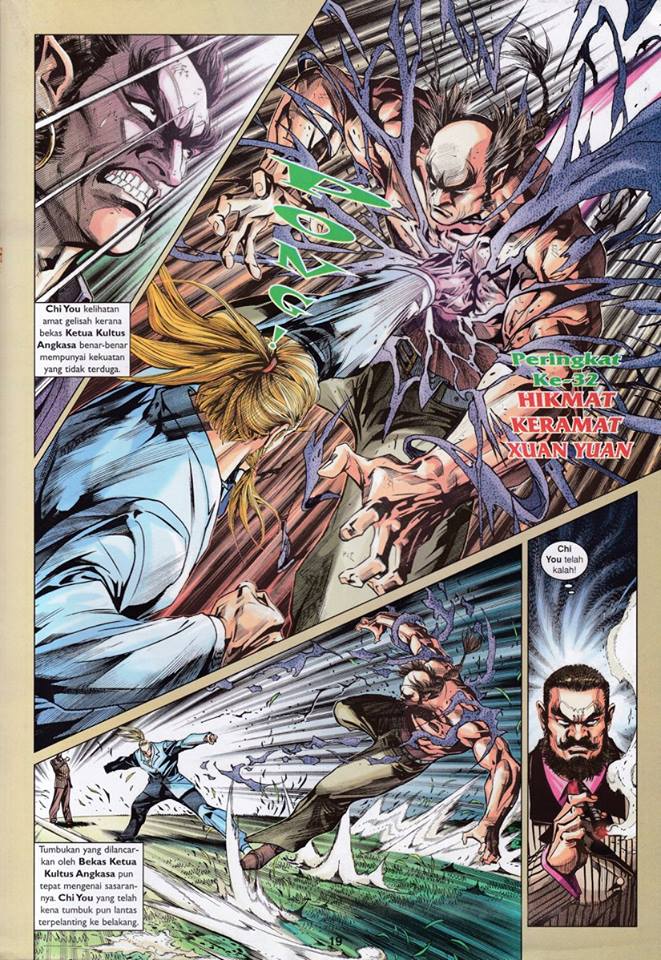 PONG!
Chi You kelihatan
amat gelisah kerana
bekas Ketua Kultus
Angkasa benar-benar
mempunyai kekuatan
yang tidak terduga.
Peringkat
Ke-32
HIKMAT
KERAMAT
XUAN YUAN
Chi
You telah
kalah!
Tumbukan yang dilancar-
kan oleh Bekas Ketua
Kultus Angkasa pun
tepat mengenai sasaran-
nya. Chi You yang telah
kena tumbuk pun lantas
terpelanting ke belakang.
19